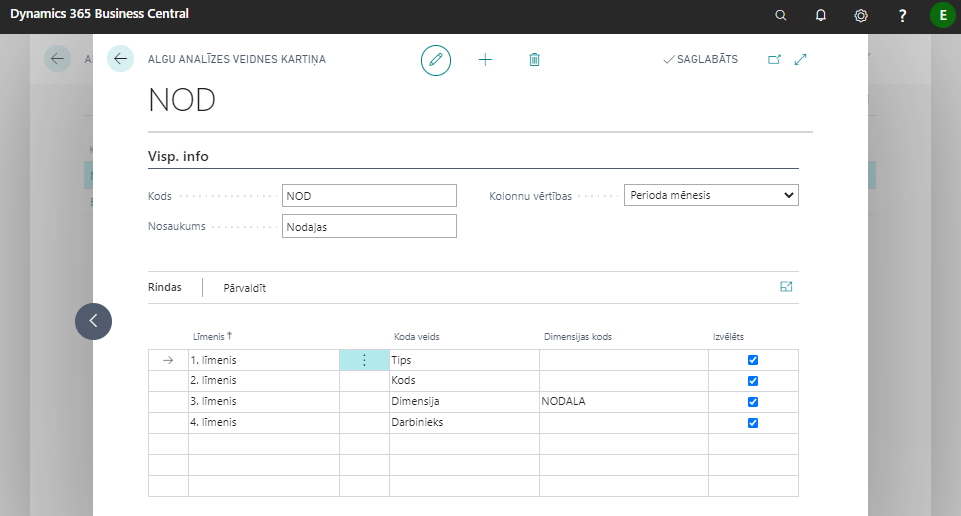 Dynamics 365 Business Central
?
E
ALGU ANALĪZES VEIDNES KARTIŅA
SAGLABĀTS
NOD
Visp. info
Kods NOD
Kolonnu vērtības Perioda mēnesis
Nosaukums Nodaļas
Rindas Pārvaldīt
Līmenis Koda veids Dimensijas kods Izvēlēts
1. līmenis Tips
2. līmenis Kods
3. līmenis Dimensija NODALA
4. līmenis Darbinieks